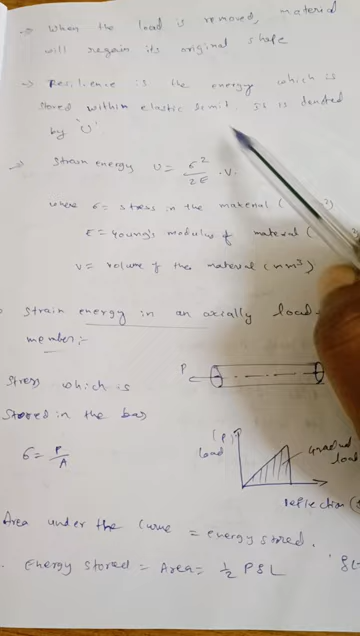 → When the load is removed, material
will regain its original shape
→ Resilience is the energy which is
stored within elastic limit. It is denoted
by 'U'
→ Strain energy U = σ²/2E · V.
where σ = stress in the material (
E = Young's modulus of material (
V = volume of the material (mm³)
Strain energy in an axially load
member:-
P
Stress which is
Stored in the bar
σ = P/A
(P)
load
gradual
load
Deflection (
Area under the curve = energy stored.
Energy stored = Area = ½ P δL
δL